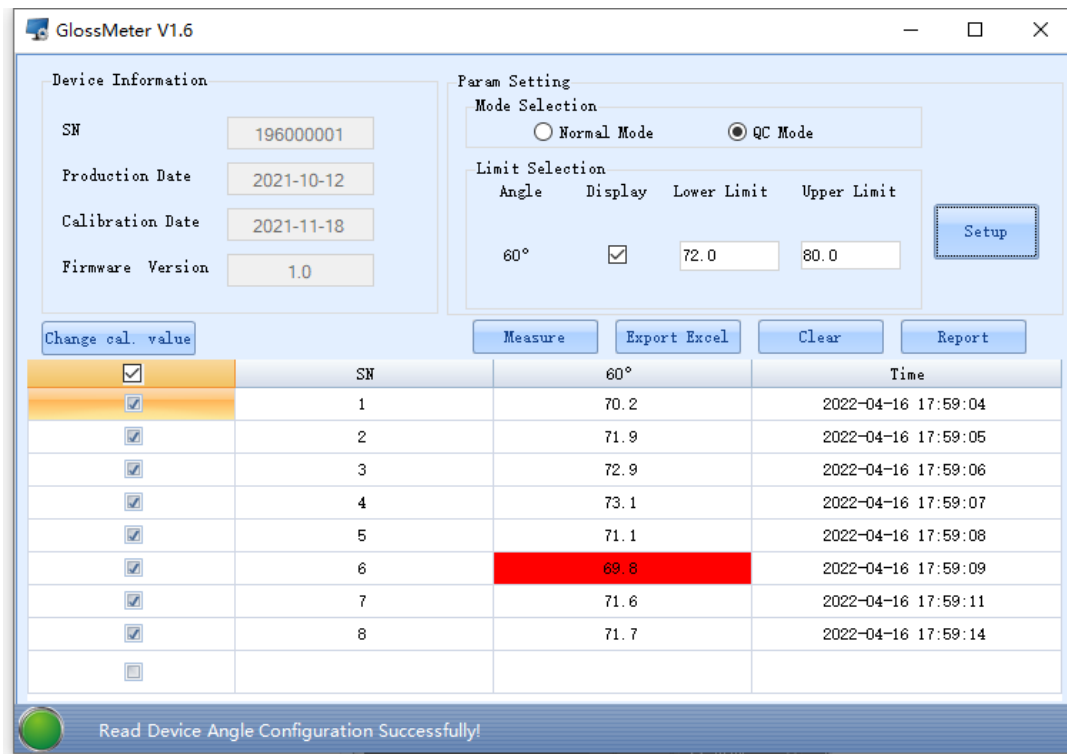 GlossMeter V1.6
Device Information
SN 196000001
Production Date 2021-10-12
Calibration Date 2021-11-18
Firmware Version 1.0
Param Setting
Mode Selection
Normal Mode QC Mode
Limit Selection
Angle Display Lower Limit Upper Limit
60° 72.0 80.0
Setup
Change cal. value Measure Export Excel Clear Report
SN 60° Time
1 70.2 2022-04-16 17:59:04
2 71.9 2022-04-16 17:59:05
3 72.9 2022-04-16 17:59:06
4 73.1 2022-04-16 17:59:07
5 71.1 2022-04-16 17:59:08
6 69.8 2022-04-16 17:59:09
7 71.6 2022-04-16 17:59:11
8 71.7 2022-04-16 17:59:14
Read Device Angle Configuration Successfully!